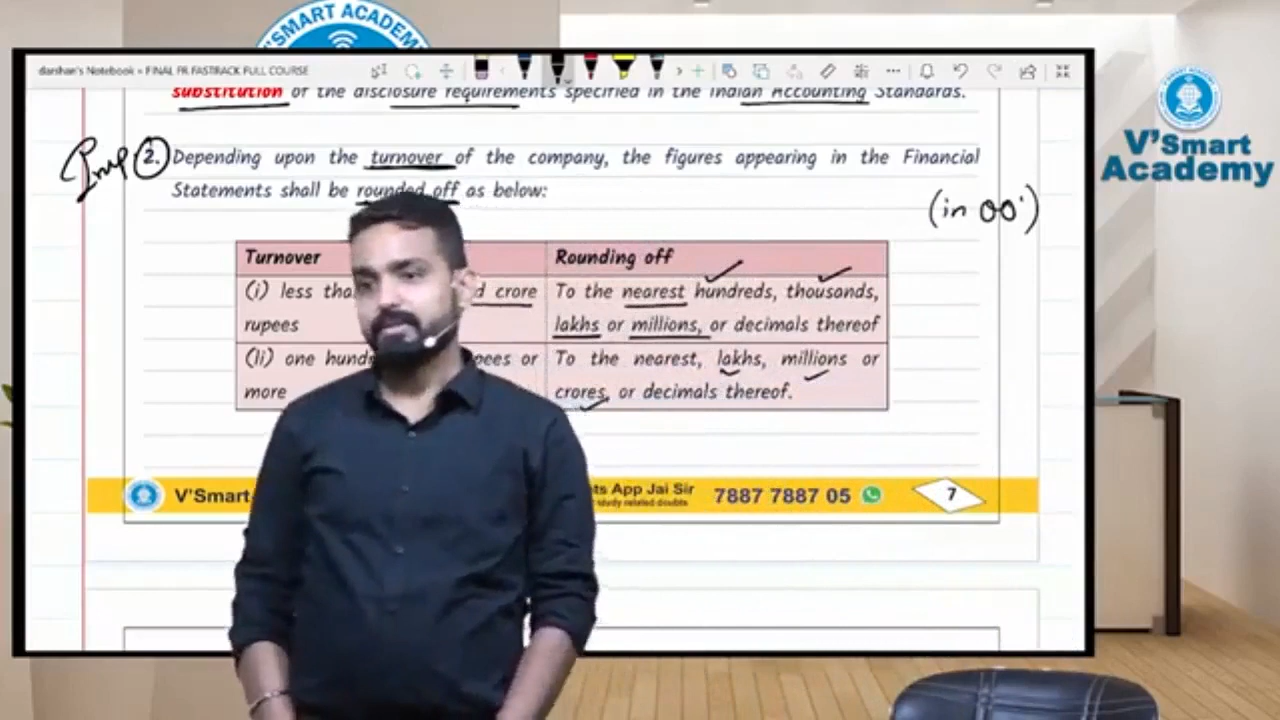 V'SMART ACADEMY
darshan's Notebook » FINAL FR FASTRACK FULL COURSE
substitution of the disclosure requirements specified in the Indian Accounting Standards.
Imp 2. Depending upon the turnover of the company, the figures appearing in the Financial
Statements shall be rounded off as below:
(in 00')
Turnover Rounding off
(i) less d crore To the nearest hundreds, thousands,
rupees lakhs or millions, or decimals thereof
(Ii) one or To the nearest, lakhs, millions or
more crores, or decimals thereof.
V'Smart App Jai Sir 7887 7887 05 7
study related doubts
V'Smart
Academy